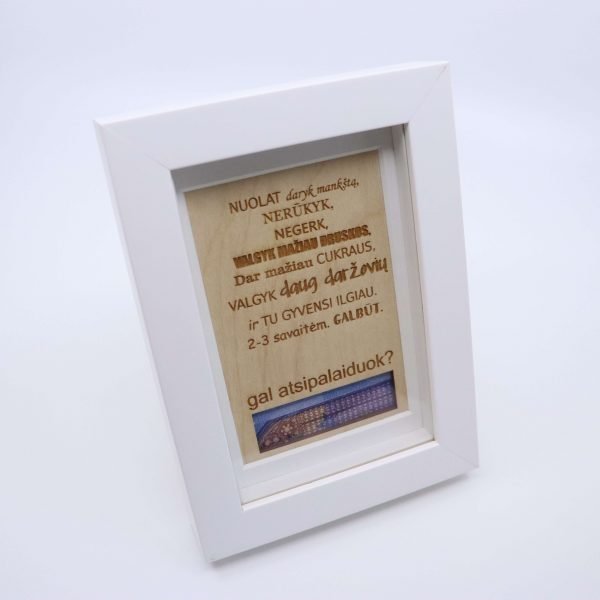 NUOLAT daryk mankštą,
NERŪKYK,
NEGERK,
VALGYK MAŽIAU DRUSKOS,
Dar mažiau CUKRAUS,
VALGYK daug daržovių
ir TU GYVENSI ILGIAU.
2-3 savaitėm. GALBŪT.
gal atsipalaiduok?